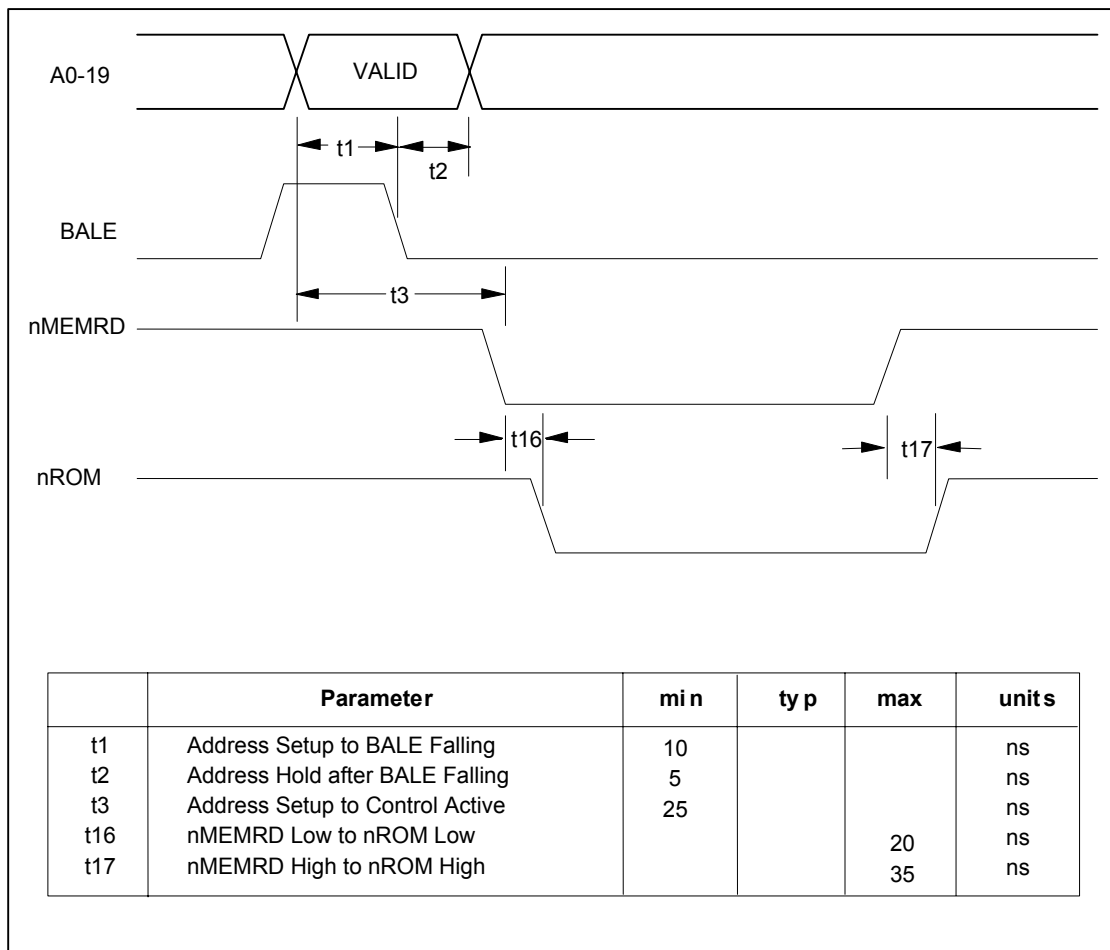 A0-19
VALID
t1
t2
BALE
t3
nMEMRD
t16
t17
nROM
Parameter min typ max units
t1 Address Setup to BALE Falling 10 ns
t2 Address Hold after BALE Falling 5 ns
t3 Address Setup to Control Active 25 ns
t16 nMEMRD Low to nROM Low 20 ns
t17 nMEMRD High to nROM High 35 ns